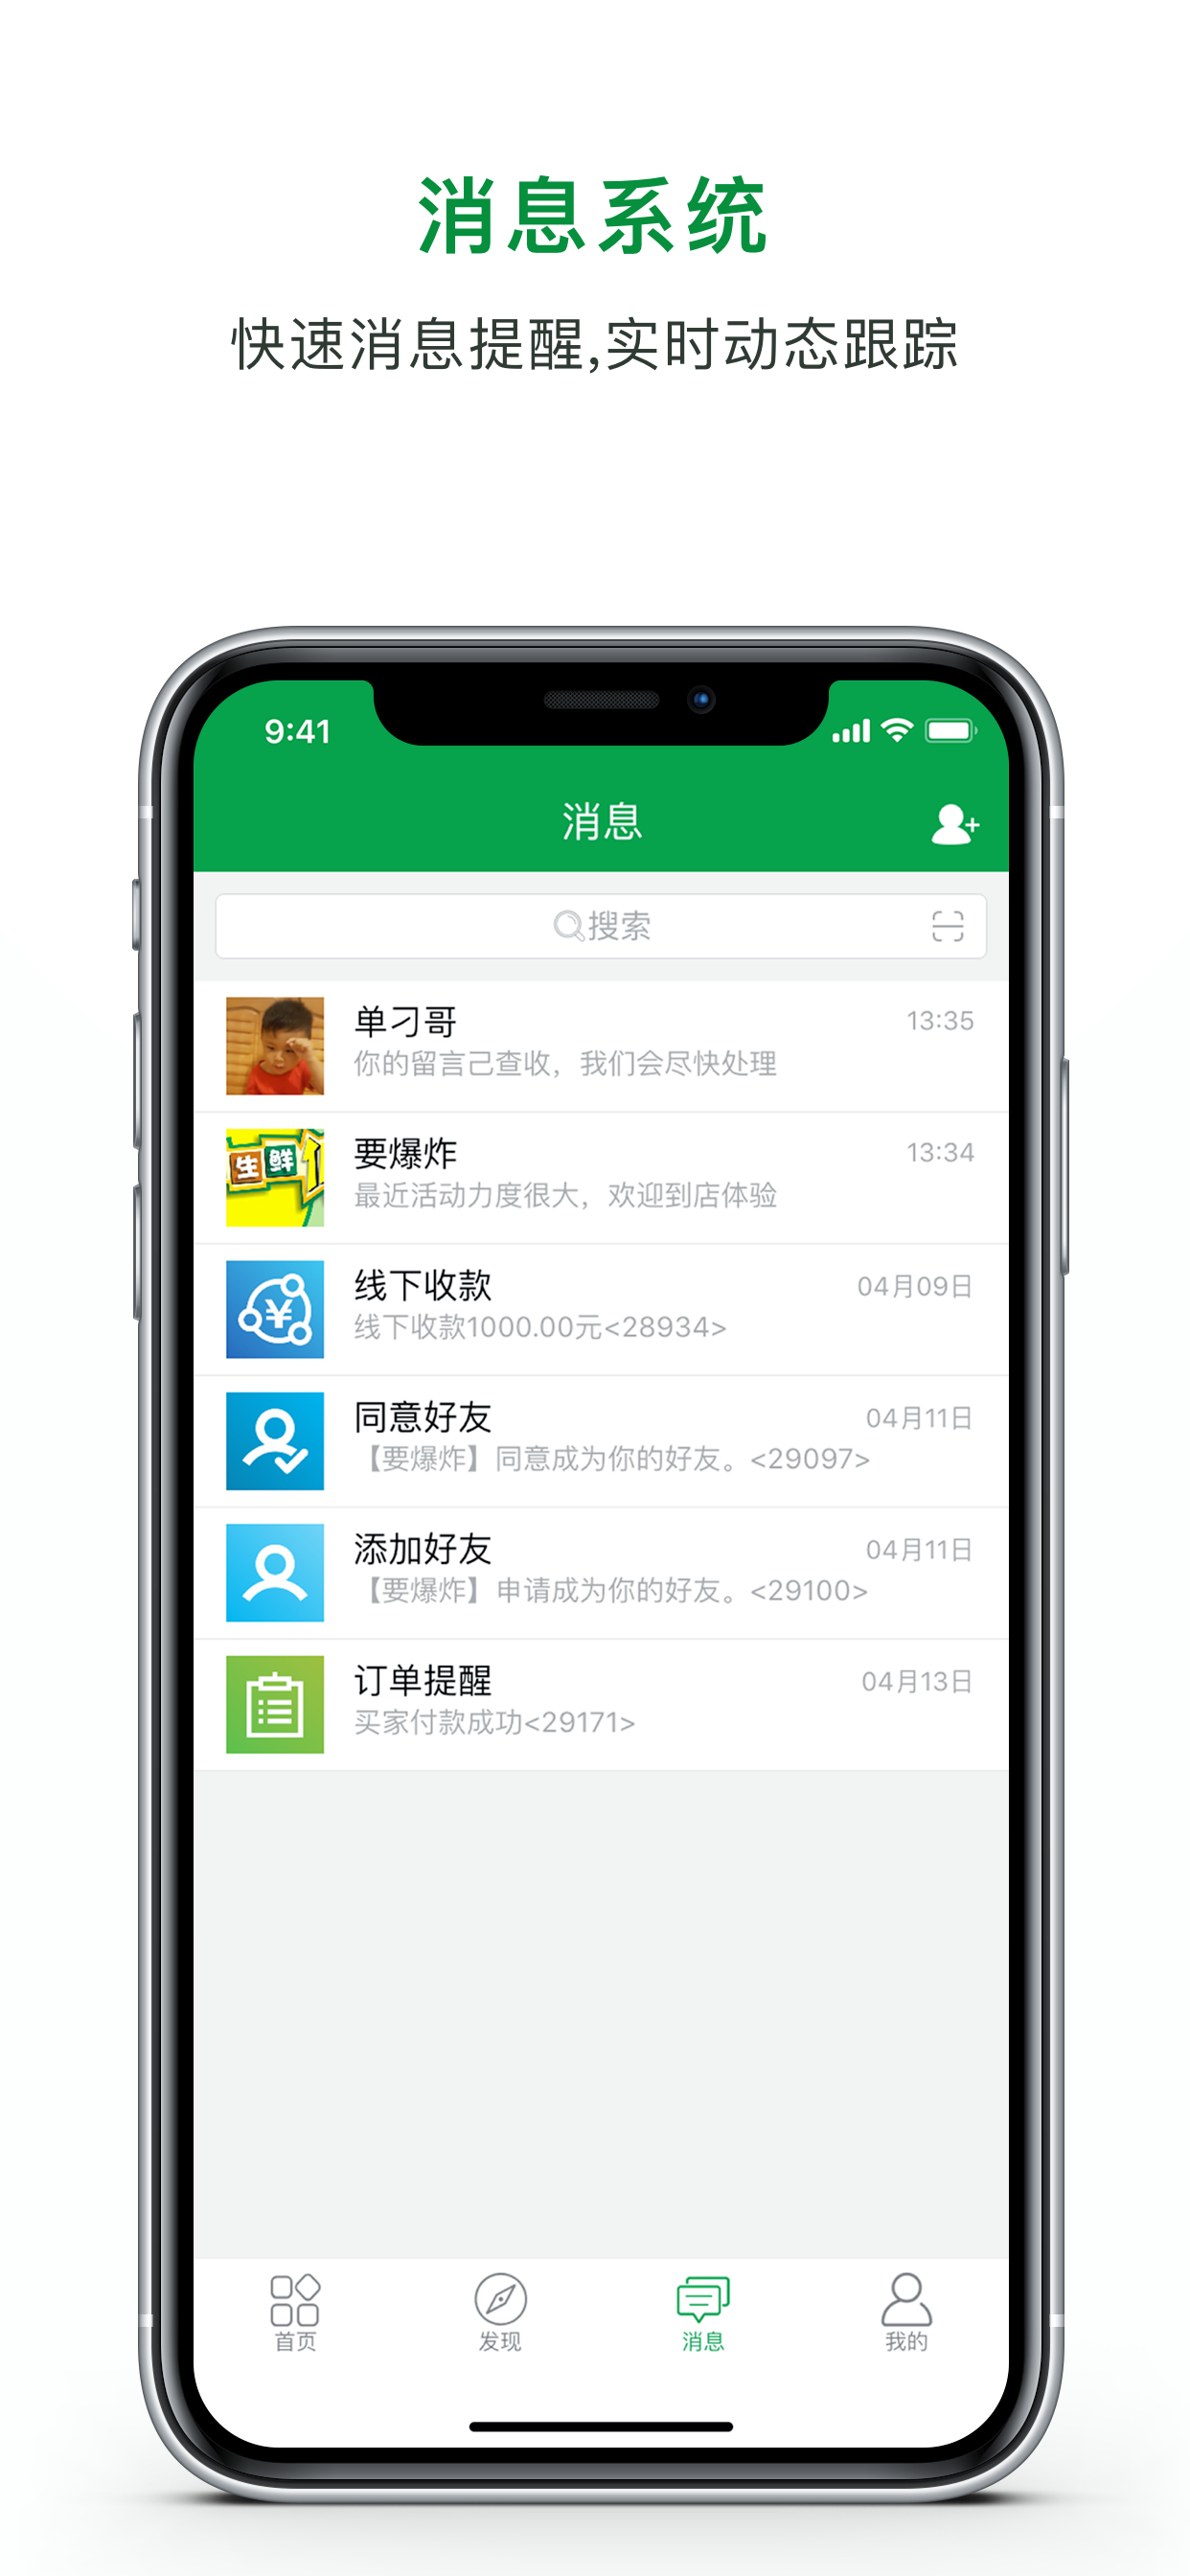 消息系统
快速消息提醒,实时动态跟踪
9:41
消息
搜索
单刁哥
13:35
你的留言己查收，我们会尽快处理
生鲜
要爆炸
13:34
最近活动力度很大，欢迎到店体验
线下收款
04月09日
线下收款1000.00元<28934>
同意好友
04月11日
【要爆炸】同意成为你的好友。<29097>
添加好友
04月11日
【要爆炸】申请成为你的好友。<29100>
订单提醒
04月13日
买家付款成功<29171>
首页
发现
消息
我的